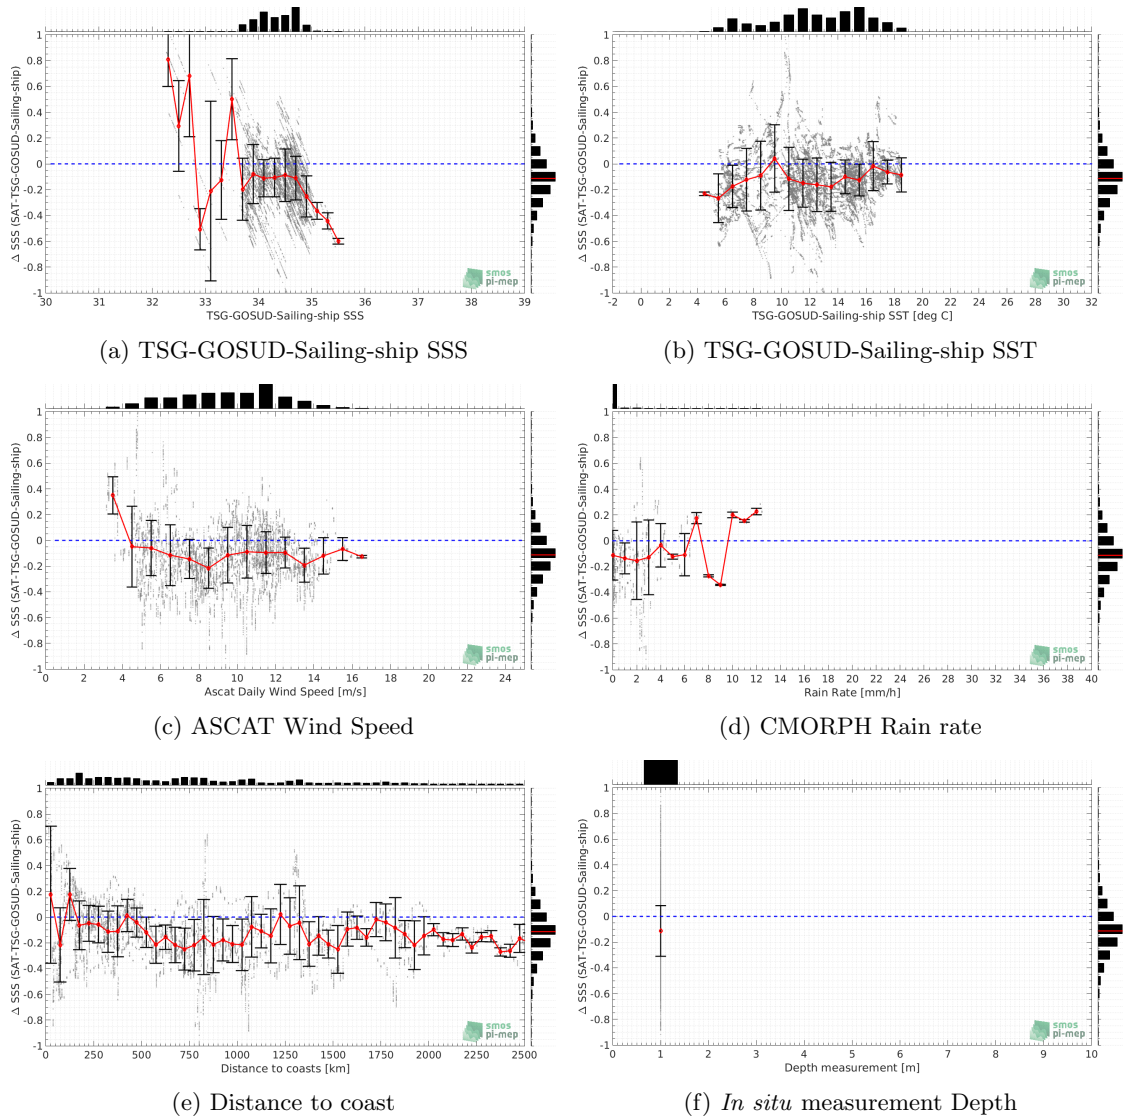 1
0.8
0.6
0.4
0.2
0
-0.2
-0.4
-0.6
-0.8
-1
Δ SSS (SAT-TSG-GOSUD-Sailing-ship)
30 31 32 33 34 35 36 37 38 39
TSG-GOSUD-Sailing-ship SSS
smos
pi-mep
(a) TSG-GOSUD-Sailing-ship SSS
1
0.8
0.6
0.4
0.2
0
-0.2
-0.4
-0.6
-0.8
-1
Δ SSS (SAT-TSG-GOSUD-Sailing-ship)
-2 0 2 4 6 8 10 12 14 16 18 20 22 24 26 28 30 32
TSG-GOSUD-Sailing-ship SST [deg C]
smos
pi-mep
(b) TSG-GOSUD-Sailing-ship SST
1
0.8
0.6
0.4
0.2
0
-0.2
-0.4
-0.6
-0.8
-1
Δ SSS (SAT-TSG-GOSUD-Sailing-ship)
0 2 4 6 8 10 12 14 16 18 20 22 24
Ascat Daily Wind Speed [m/s]
smos
pi-mep
(c) ASCAT Wind Speed
1
0.8
0.6
0.4
0.2
0
-0.2
-0.4
-0.6
-0.8
-1
Δ SSS (SAT-TSG-GOSUD-Sailing-ship)
0 2 4 6 8 10 12 14 16 18 20 22 24 26 28 30 32 34 36 38 40
Rain Rate [mm/h]
smos
pi-mep
(d) CMORPH Rain rate
1
0.8
0.6
0.4
0.2
0
-0.2
-0.4
-0.6
-0.8
-1
Δ SSS (SAT-TSG-GOSUD-Sailing-ship)
0 250 500 750 1000 1250 1500 1750 2000 2250 2500
Distance to coasts [km]
smos
pi-mep
(e) Distance to coast
1
0.8
0.6
0.4
0.2
0
-0.2
-0.4
-0.6
-0.8
-1
Δ SSS (SAT-TSG-GOSUD-Sailing-ship)
0 1 2 3 4 5 6 7 8 9 10
Depth measurement [m]
smos
pi-mep
(f) In situ measurement Depth